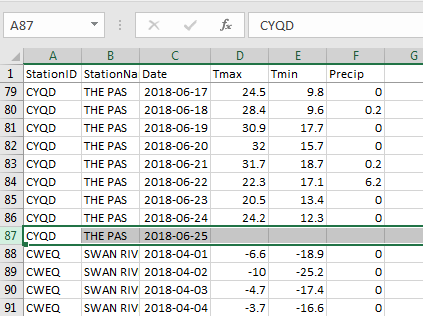 A87 CYQD
A B C D E F G
1 StationID StationNa Date Tmax Tmin Precip
79 CYQD THE PAS 2018-06-17 24.5 9.8 0
80 CYQD THE PAS 2018-06-18 28.4 9.6 0.2
81 CYQD THE PAS 2018-06-19 30.9 17.7 0
82 CYQD THE PAS 2018-06-20 32 15.7 0
83 CYQD THE PAS 2018-06-21 31.7 18.7 0.2
84 CYQD THE PAS 2018-06-22 22.3 17.1 6.2
85 CYQD THE PAS 2018-06-23 20.5 13.4 0
86 CYQD THE PAS 2018-06-24 24.2 12.3 0
87 CYQD THE PAS 2018-06-25
88 CWEQ SWAN RIV 2018-04-01 -6.6 -18.9 0
89 CWEQ SWAN RIV 2018-04-02 -10 -25.2 0
90 CWEQ SWAN RIV 2018-04-03 -4.7 -17.4 0
91 CWEQ SWAN RIV 2018-04-04 -3.7 -16.6 0